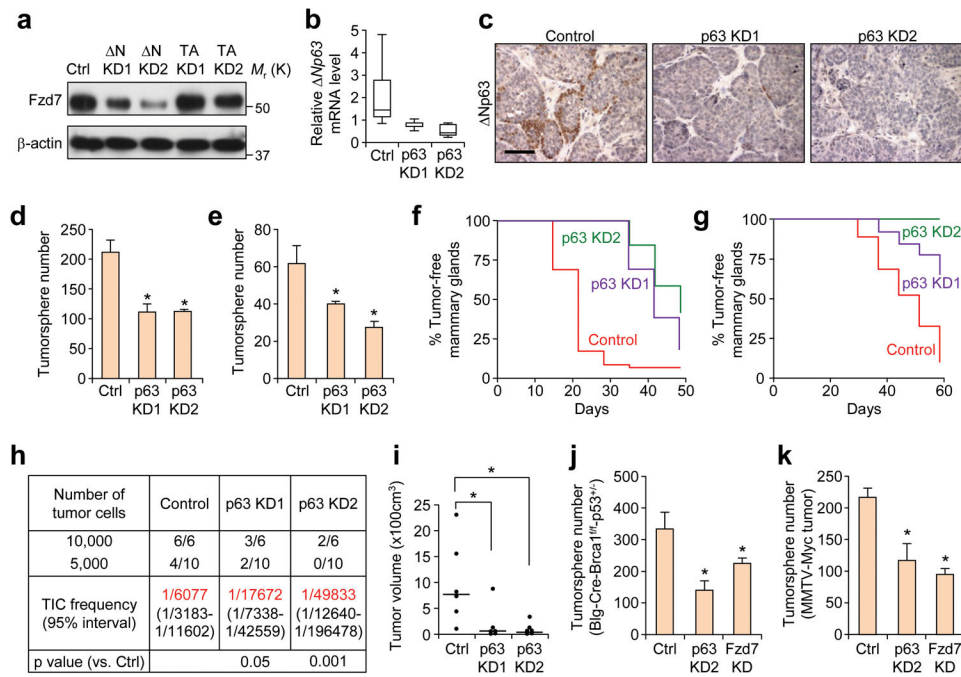 a
ΔN ΔN TA TA
Ctrl KD1 KD2 KD1 KD2 Mr (K)
Fzd7
50
β-actin
37
b
Relative ΔNp63
mRNA level
5
4
3
2
1
0
Ctrl p63 p63
KD1 KD2
c
Control p63 KD1 p63 KD2
ΔNp63
d
Tumorsphere number
250
200
150
100
50
0
* *
Ctrl p63 p63
KD1 KD2
e
Tumorsphere number
80
60
40
20
0
* *
Ctrl p63 p63
KD1 KD2
f
% Tumor-free
mammary glands
100
75
50
25
0
p63 KD2
p63 KD1
Control
0 10 20 30 40 50
Days
g
% Tumor-free
mammary glands
100
75
50
25
0
p63 KD2
p63 KD1
Control
0 20 40 60
Days
h
Number of
tumor cells
Control p63 KD1 p63 KD2
10,000 6/6 3/6 2/6
5,000 4/10 2/10 0/10
TIC frequency
(95% interval)
1/6077 1/17672 1/49833
(1/3183- (1/7338- (1/12640-
1/11602) 1/42559) 1/196478)
p value (vs. Ctrl) 0.05 0.001
i
Tumor volume (x100cm³)
25
20
15
10
5
0
*
*
Ctrl p63 p63
KD1 KD2
j
Tumorsphere number
(Blg-Cre-Brca1f/f-p53+/-)
500
400
300
200
100
0
* *
Ctrl p63 Fzd7
KD2 KD
k
Tumorsphere number
(MMTV-Myc tumor)
250
200
150
100
50
0
* *
Ctrl p63 Fzd7
KD2 KD